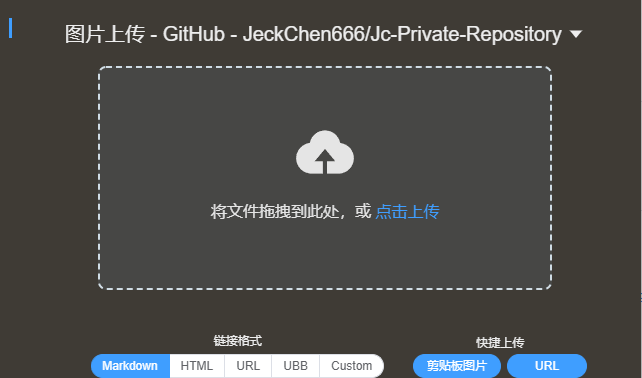 图片上传 - GitHub - JeckChen666/Jc-Private-Repository
将文件拖拽到此处，或 点击上传
链接格式
快捷上传
Markdown HTML URL UBB Custom
剪贴板图片 URL